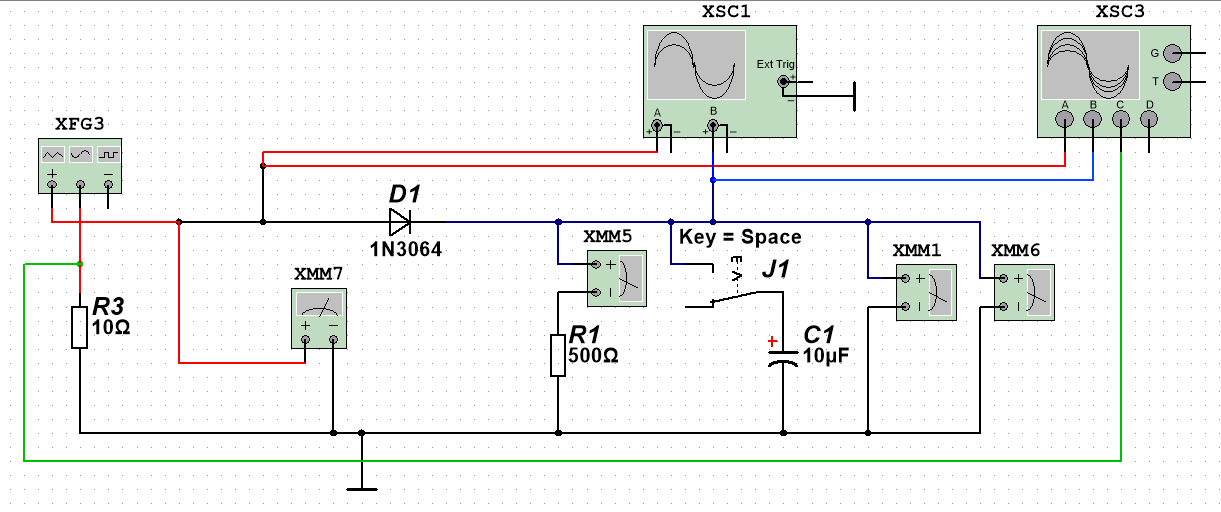 XSC1
XSC3
Ext Trig
+
−
A
B
+
−
+
−
G
T
A
B
C
D
XFG3
+
−
D1
1N3064
XMM5
+
Key = Space
J1
XMM1
+
XMM6
+
XMM7
+
−
R3
10Ω
R1
500Ω
+
C1
10µF